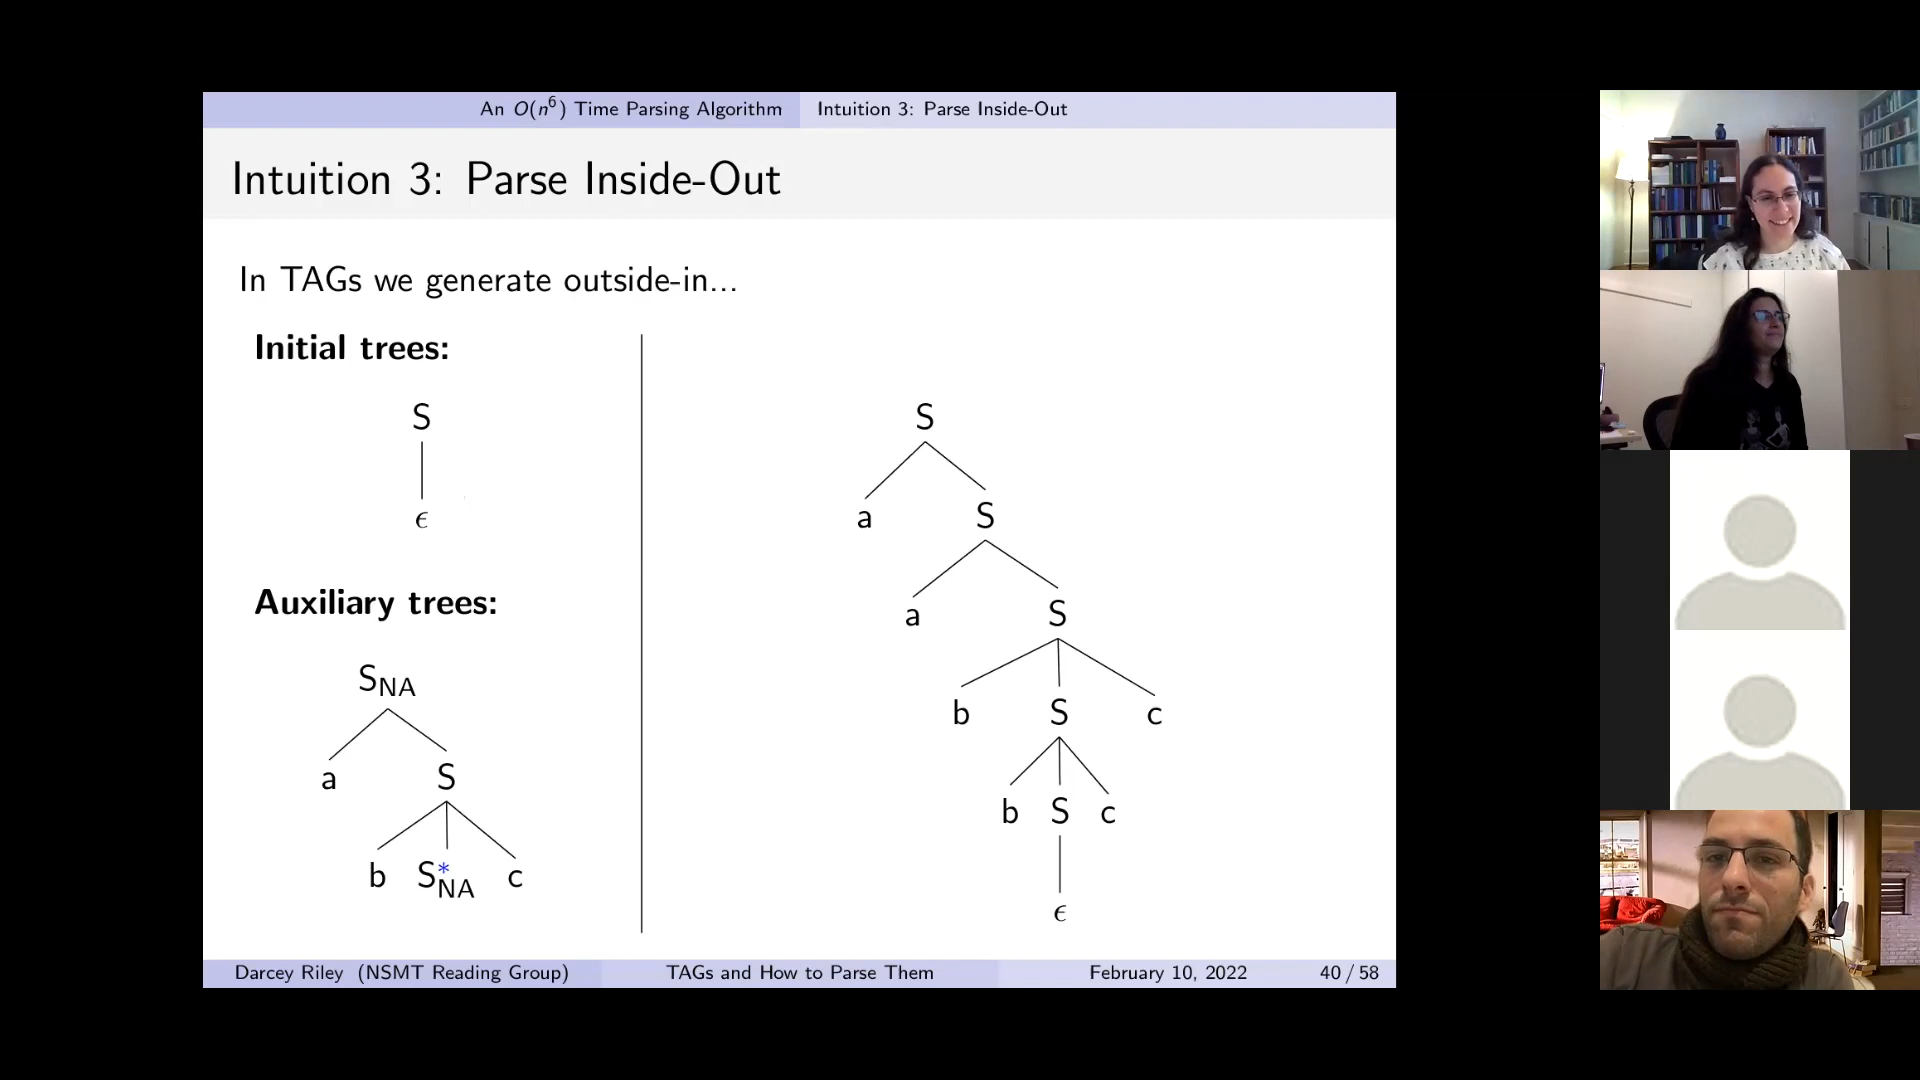 An O(n⁶) Time Parsing Algorithm Intuition 3: Parse Inside-Out
Intuition 3: Parse Inside-Out
In TAGs we generate outside-in...
Initial trees:
S
ϵ
Auxiliary trees:
S_NA
a S
b S*_NA c
S
a S
a S
b S c
b S c
ϵ
Darcey Riley (NSMT Reading Group) TAGs and How to Parse Them February 10, 2022 40 / 58